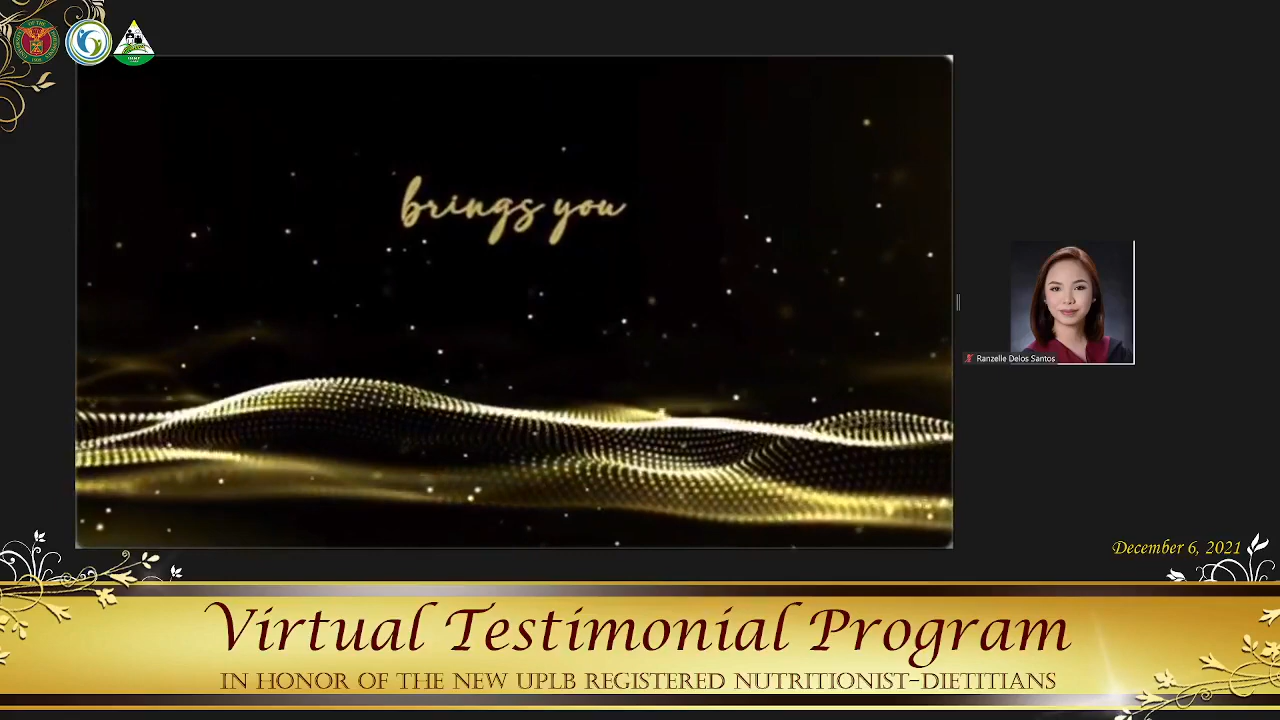 brings you
Ranzelle Delos Santos
December 6, 2021
Virtual Testimonial Program
IN HONOR OF THE NEW UPLB REGISTERED NUTRITIONIST-DIETITIANS